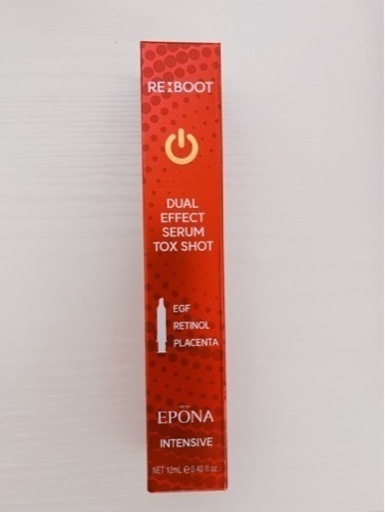 RE:BOOT
DUAL
EFFECT
SERUM
TOX SHOT
EGF
RETINOL
PLACENTA
EPONA
INTENSIVE
NET 12mL ℮ 0.40 fl.oz.